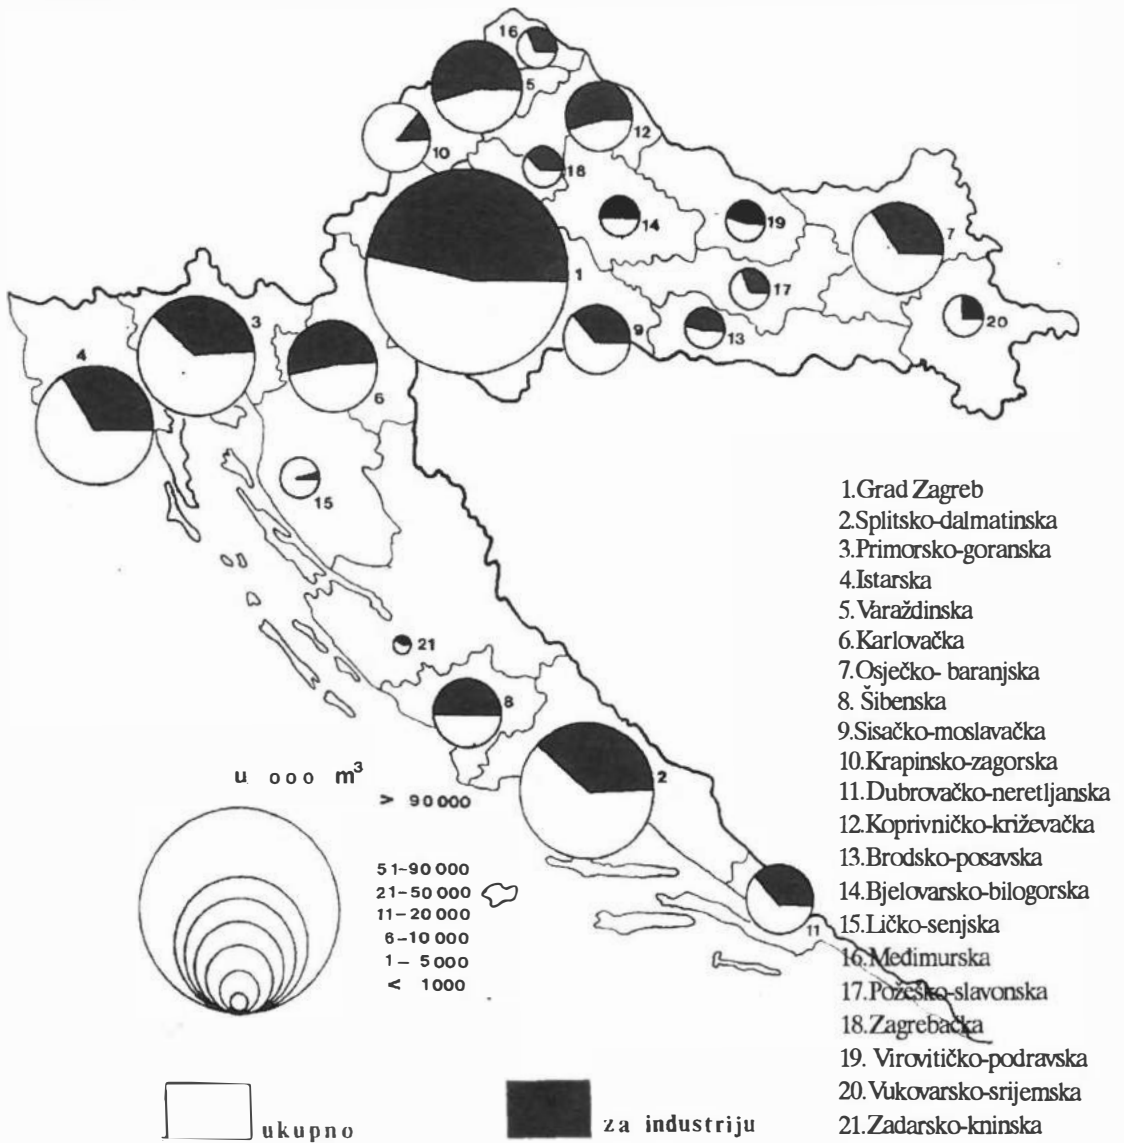 16
5
12
10
18
14
19
7
1
17
20
3
9
13
4
6
15
21
8
2
11
u 000 m³
> 90000
51-90 000
21-50 000
11-20 000
6-10 000
1- 5000
< 1000
ukupno
za industriju
1.Grad Zagreb
2.Splitsko-dalmatinska
3.Primorsko-goranska
4.Istarska
5.Varaždinska
6.Karlovačka
7.Osječko- baranjska
8. Šibenska
9.Sisačko-moslavačka
10.Krapinsko-zagorska
11.Dubrovačko-neretljanska
12.Koprivničko-križevačka
13.Brodsko-posavska
14.Bjelovarsko-bilogorska
15.Ličko-senjska
16.Međimurska
17.Požeško-slavonska
18.Zagrebačka
19. Virovitičko-podravska
20.Vukovarsko-srijemska
21.Zadarsko-kninska